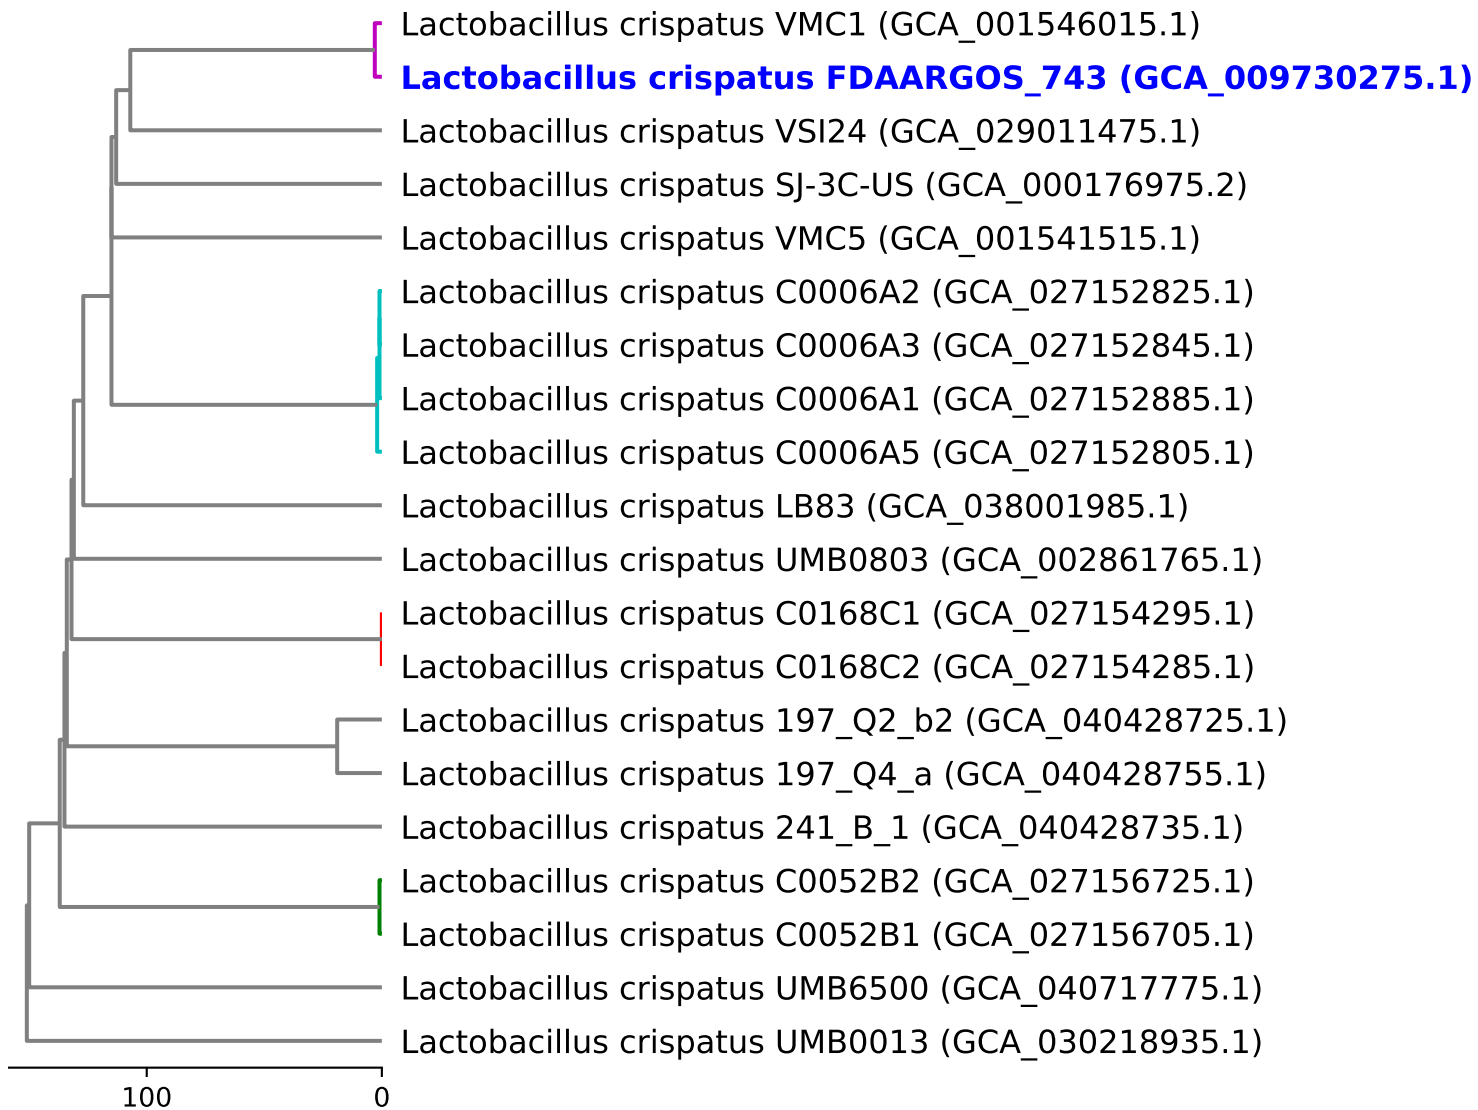 Lactobacillus crispatus VMC1 (GCA_001546015.1)
Lactobacillus crispatus FDAARGOS_743 (GCA_009730275.1)
Lactobacillus crispatus VSI24 (GCA_029011475.1)
Lactobacillus crispatus SJ-3C-US (GCA_000176975.2)
Lactobacillus crispatus VMC5 (GCA_001541515.1)
Lactobacillus crispatus C0006A2 (GCA_027152825.1)
Lactobacillus crispatus C0006A3 (GCA_027152845.1)
Lactobacillus crispatus C0006A1 (GCA_027152885.1)
Lactobacillus crispatus C0006A5 (GCA_027152805.1)
Lactobacillus crispatus LB83 (GCA_038001985.1)
Lactobacillus crispatus UMB0803 (GCA_002861765.1)
Lactobacillus crispatus C0168C1 (GCA_027154295.1)
Lactobacillus crispatus C0168C2 (GCA_027154285.1)
Lactobacillus crispatus 197_Q2_b2 (GCA_040428725.1)
Lactobacillus crispatus 197_Q4_a (GCA_040428755.1)
Lactobacillus crispatus 241_B_1 (GCA_040428735.1)
Lactobacillus crispatus C0052B2 (GCA_027156725.1)
Lactobacillus crispatus C0052B1 (GCA_027156705.1)
Lactobacillus crispatus UMB6500 (GCA_040717775.1)
Lactobacillus crispatus UMB0013 (GCA_030218935.1)
100 0